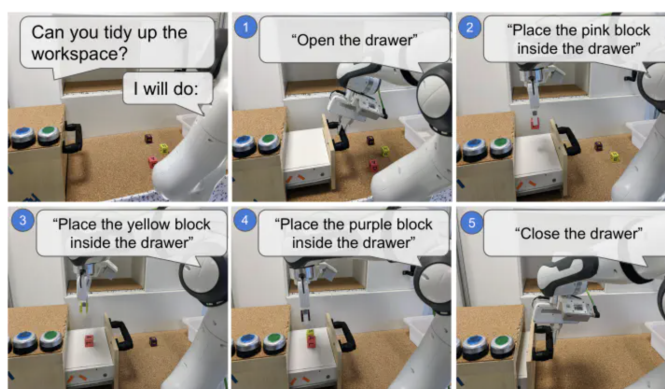 Can you tidy up the
workspace?
I will do:
1
“Open the drawer”
2
“Place the pink block
inside the drawer”
3
“Place the yellow block
inside the drawer”
4
“Place the purple block
inside the drawer”
5
“Close the drawer”